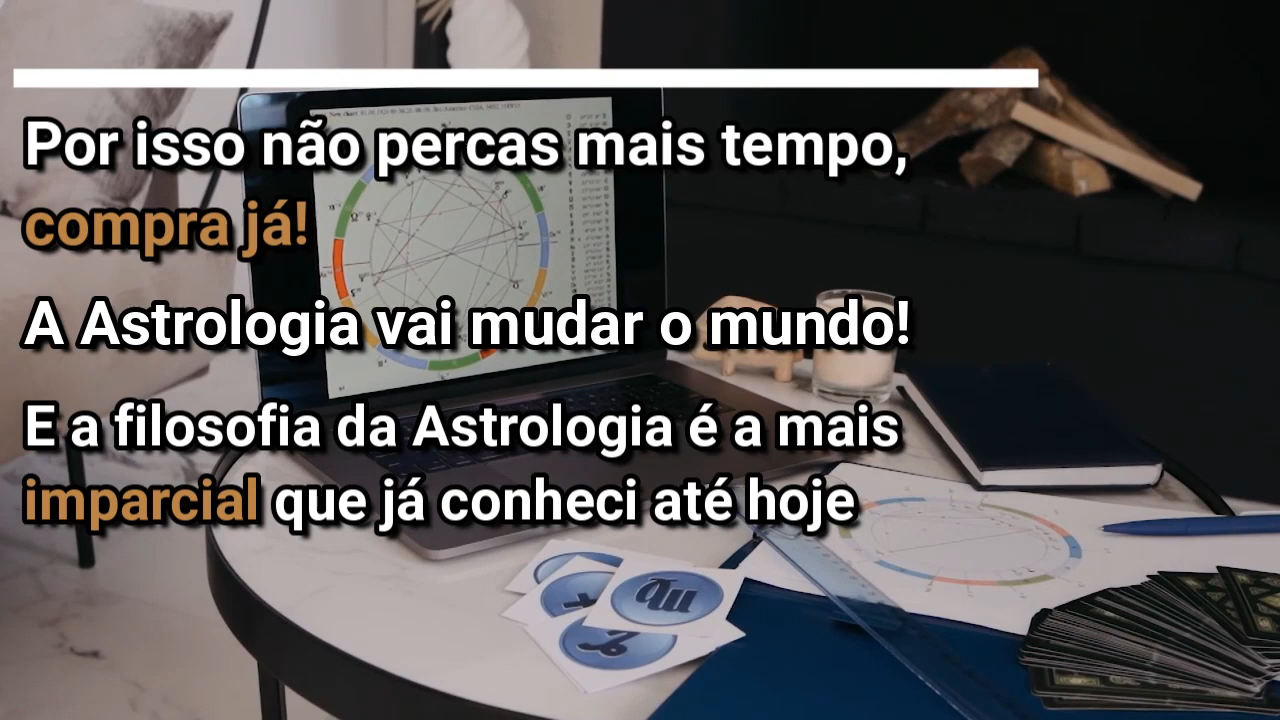 Por isso não percas mais tempo,
compra já!
A Astrologia vai mudar o mundo!
E a filosofia da Astrologia é a mais
imparcial que já conheci até hoje